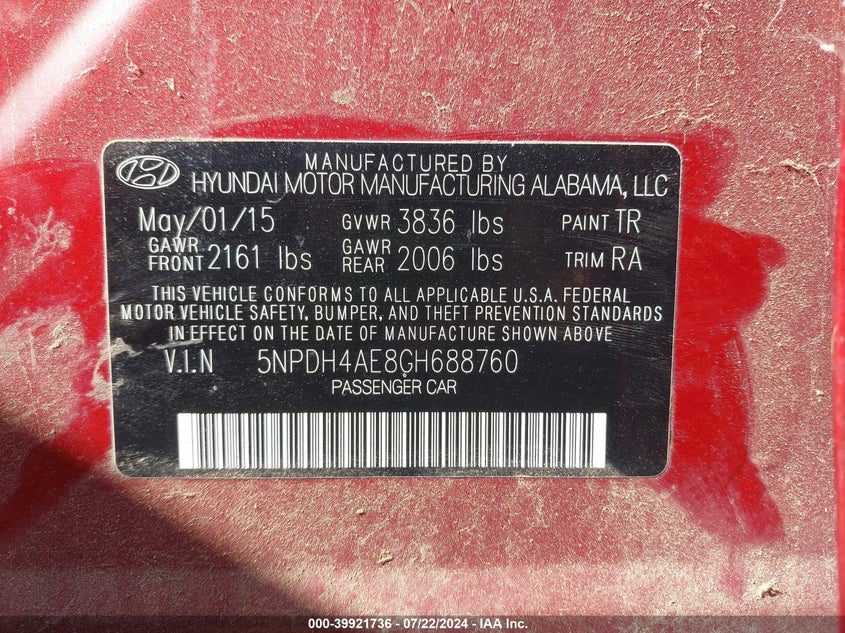 MANUFACTURED BY
HYUNDAI MOTOR MANUFACTURING ALABAMA, LLC
May/01/15 GVWR 3836 lbs PAINT TR
GAWR FRONT 2161 lbs GAWR REAR 2006 lbs TRIM RA
THIS VEHICLE CONFORMS TO ALL APPLICABLE U.S.A. FEDERAL
MOTOR VEHICLE SAFETY, BUMPER, AND THEFT PREVENTION STANDARDS
IN EFFECT ON THE DATE OF MANUFACTURE SHOWN ABOVE
V.I.N 5NPDH4AE8GH688760
PASSENGER CAR
000-39921736 - 07/22/2024 - IAA Inc.